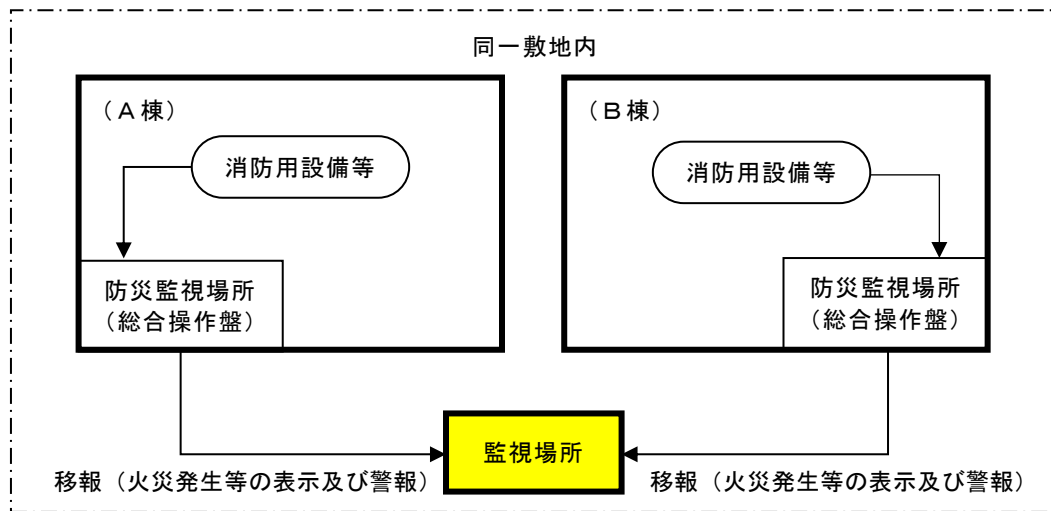 同一敷地内
（Ａ棟）
消防用設備等
防災監視場所
（総合操作盤）
（Ｂ棟）
消防用設備等
防災監視場所
（総合操作盤）
監視場所
移報（火災発生等の表示及び警報）
移報（火災発生等の表示及び警報）